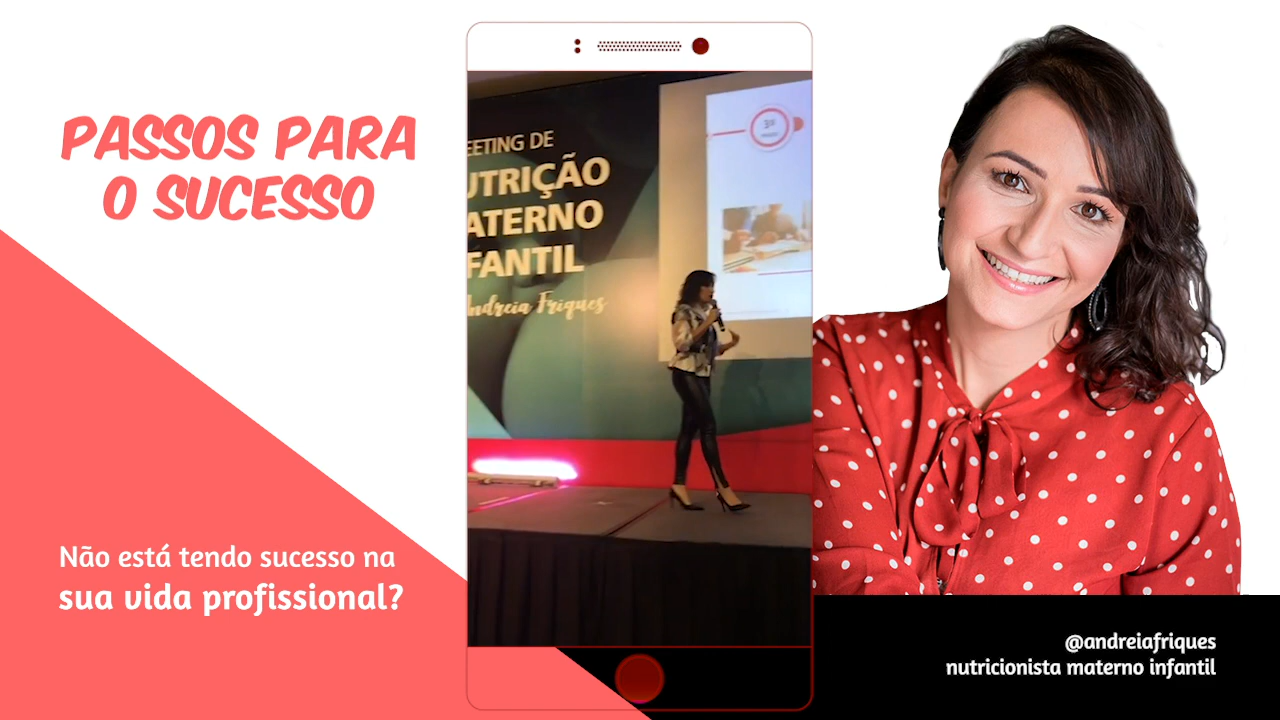 PASSOS PARA
O SUCESSO
EETING DE
UTRIÇÃO
ATERNO
FANTIL
ndreia Friques
3º
Não está tendo sucesso na
sua vida profissional?
@andreiafriques
nutricionista materno infantil